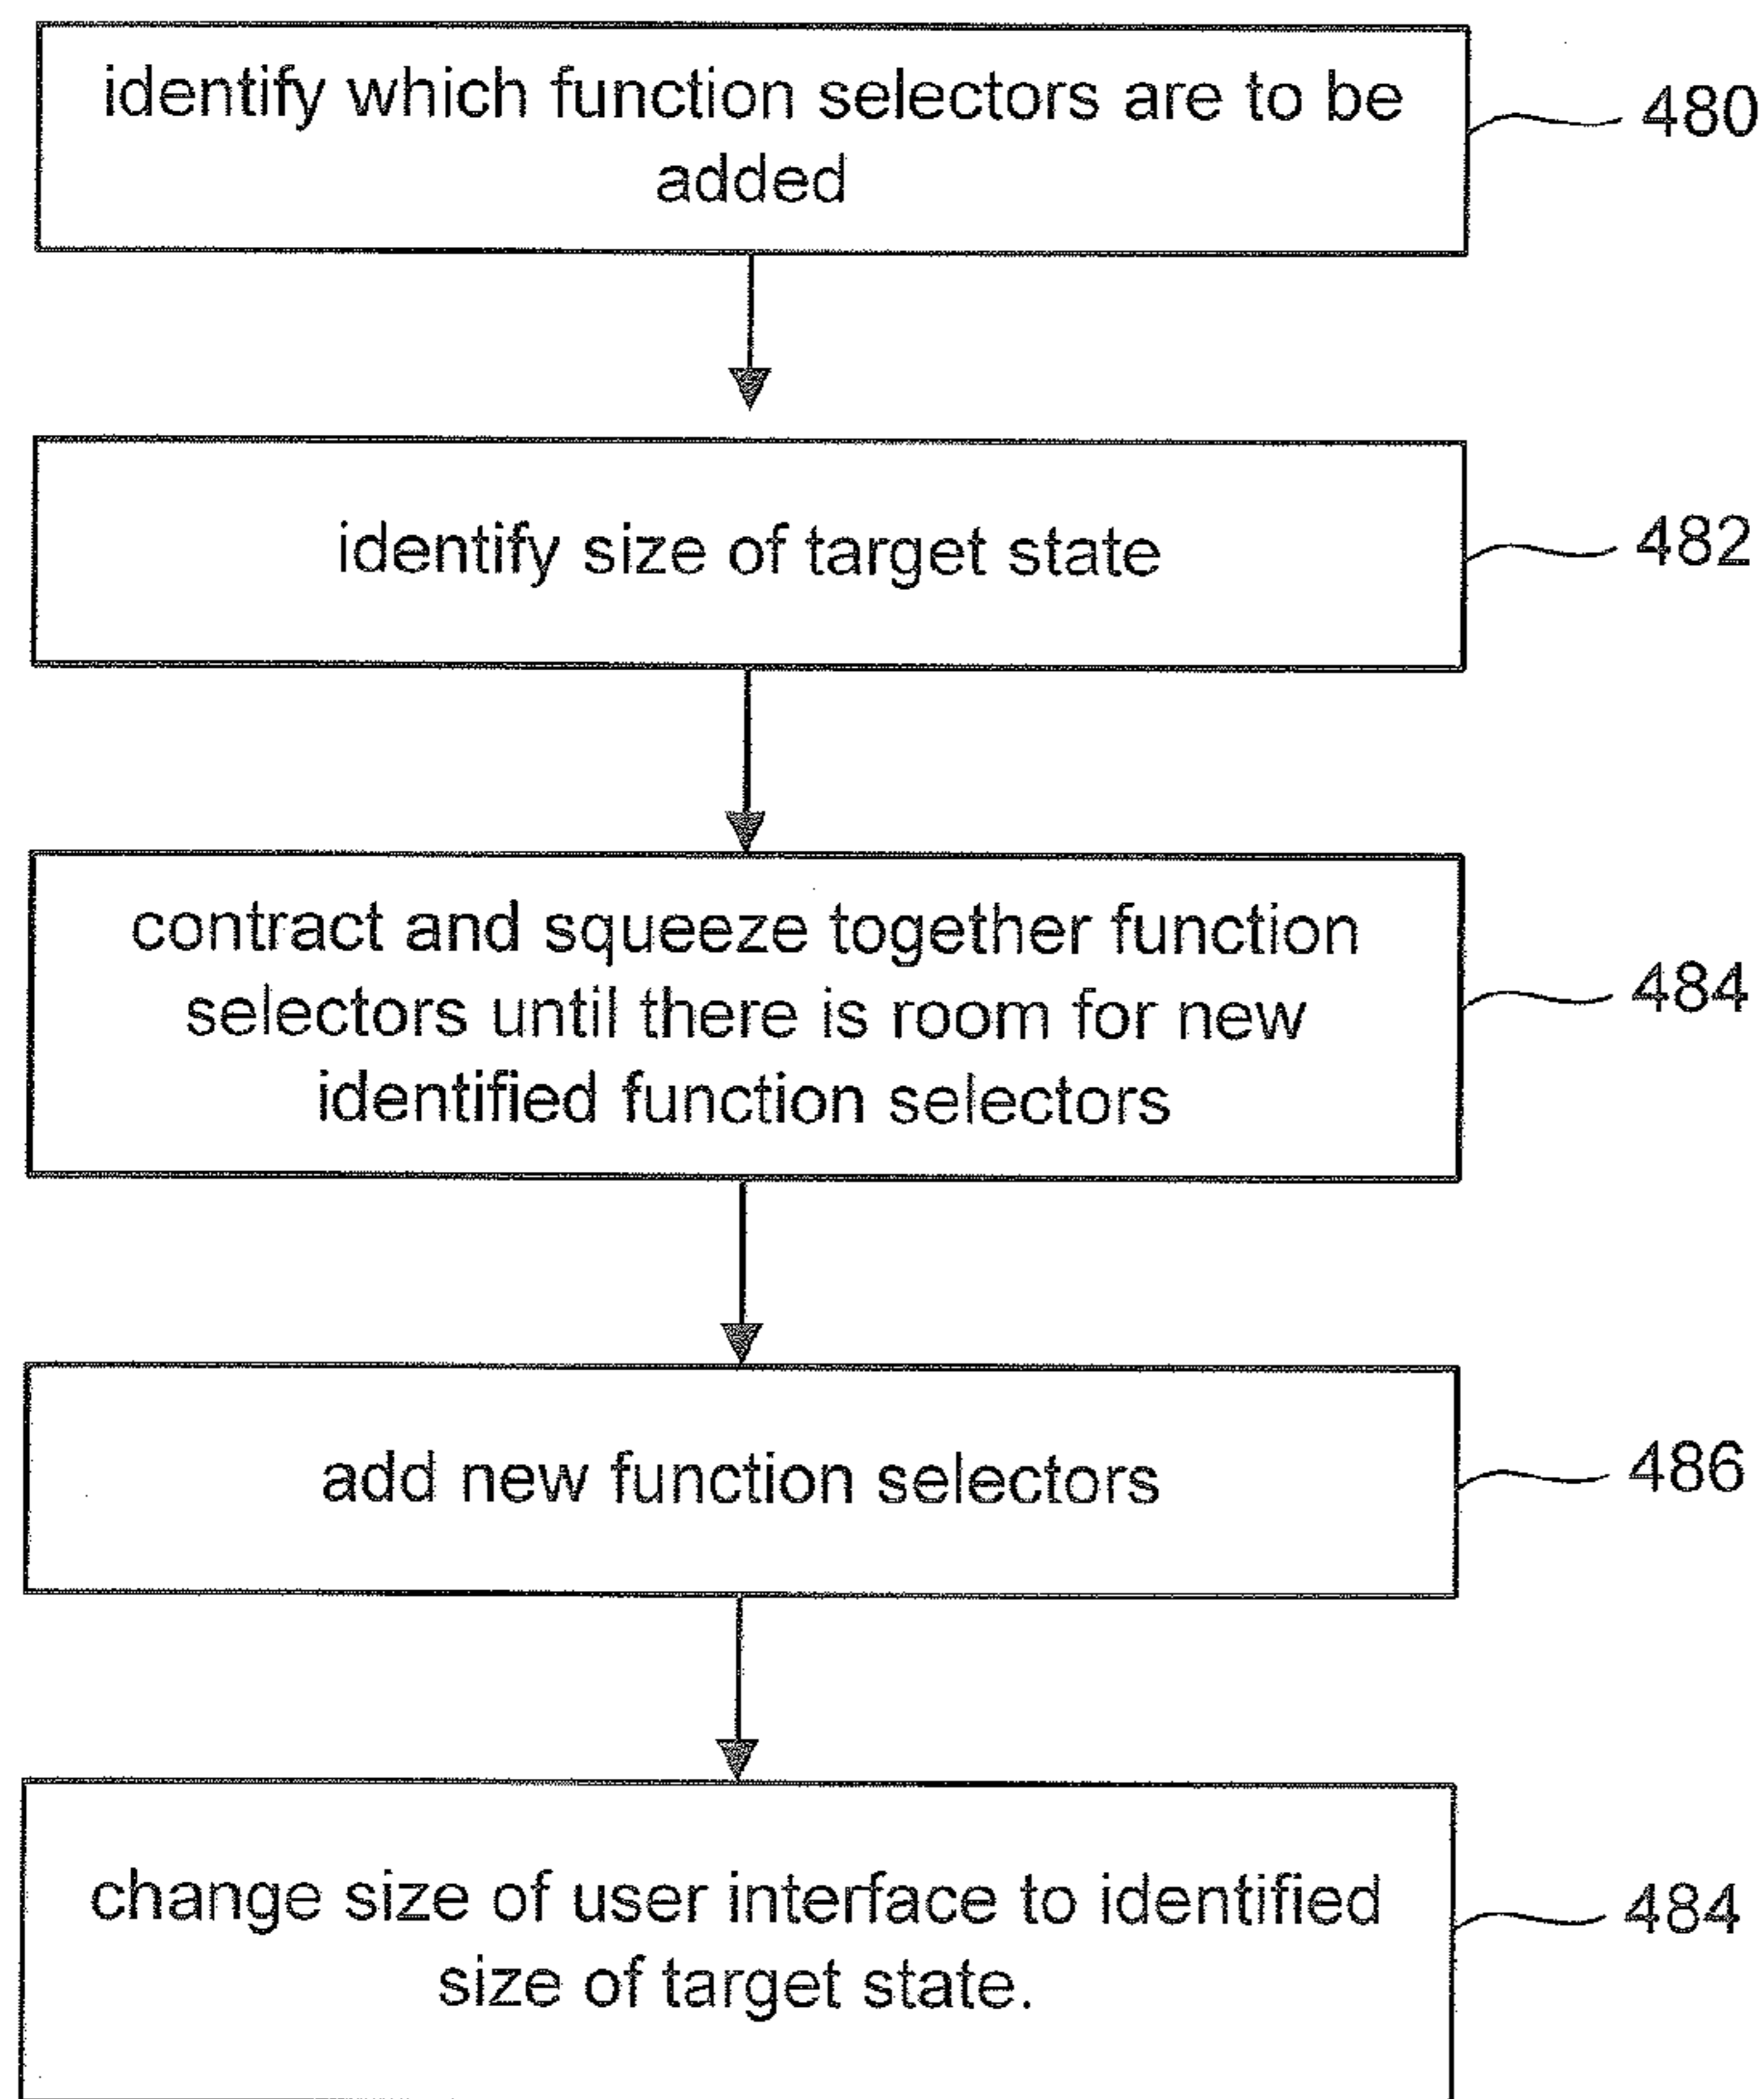 identify which function selectors are to be
added
480
identify size of target state
482
contract and squeeze together function
selectors until there is room for new
identified function selectors
484
add new function selectors
486
change size of user interface to identified
size of target state.
484